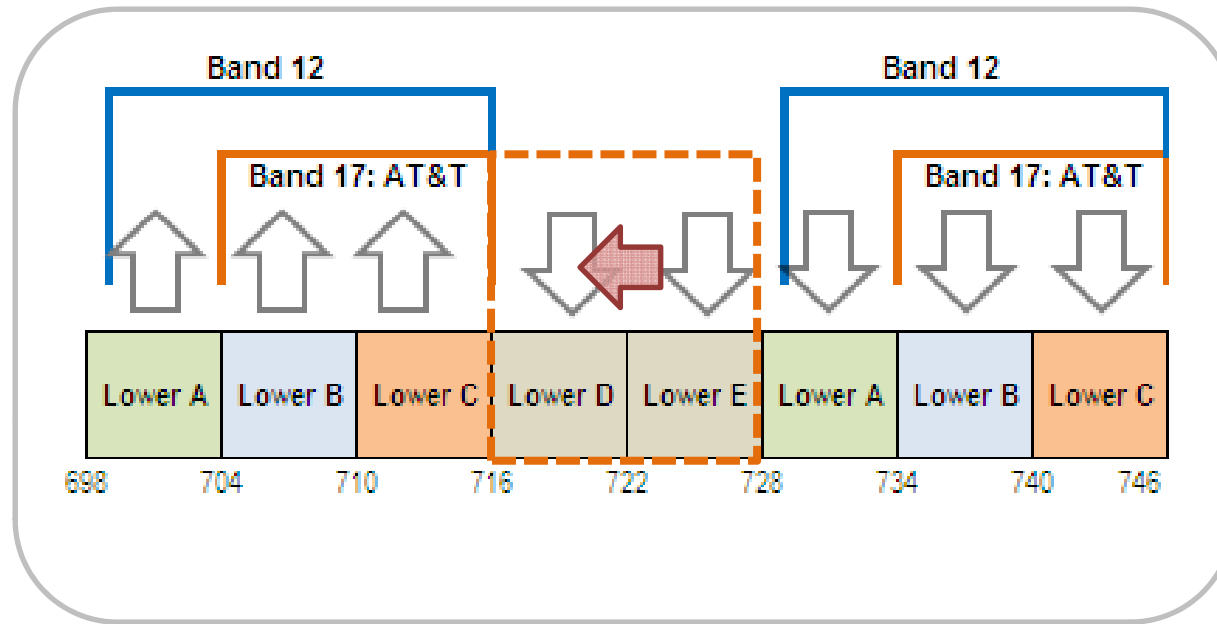 Band 12 Band 12
Band 17: AT&T Band 17: AT&T
Lower A Lower B Lower C Lower D Lower E Lower A Lower B Lower C
698 704 710 716 722 728 734 740 746